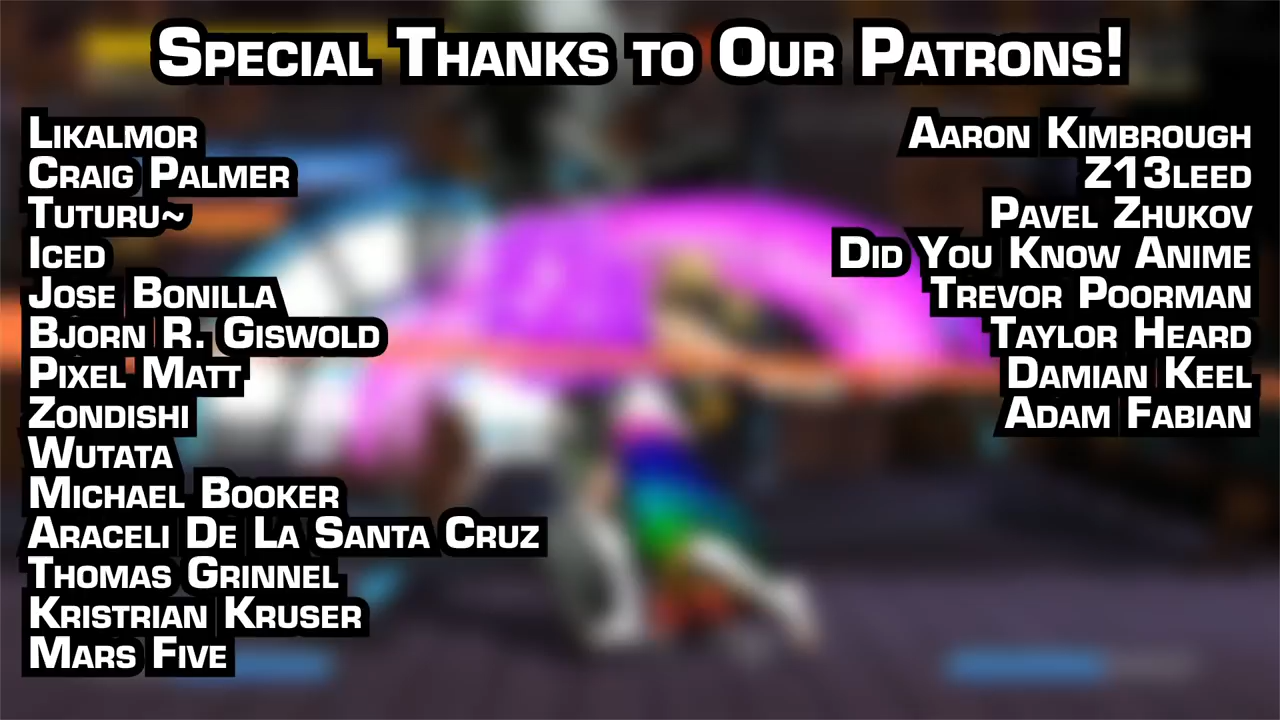 Special Thanks to Our Patrons!
Likalmor
Craig Palmer
Tuturu~
Iced
Jose Bonilla
Bjorn R. Giswold
Pixel Matt
Zondishi
Wutata
Michael Booker
Araceli De La Santa Cruz
Thomas Grinnel
Kristrian Kruser
Mars Five
Aaron Kimbrough
Z13leed
Pavel Zhukov
Did You Know Anime
Trevor Poorman
Taylor Heard
Damian Keel
Adam Fabian